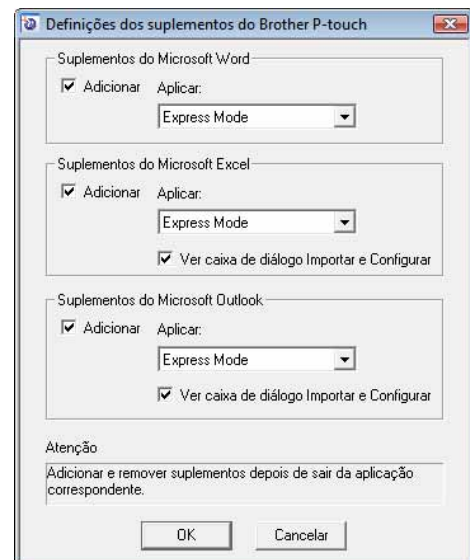 Definições dos suplementos do Brother P-touch
Suplementos do Microsoft Word
Adicionar Aplicar:
Express Mode
Suplementos do Microsoft Excel
Adicionar Aplicar:
Express Mode
Ver caixa de diálogo Importar e Configurar
Suplementos do Microsoft Outlook
Adicionar Aplicar:
Express Mode
Ver caixa de diálogo Importar e Configurar
Atenção
Adicionar e remover suplementos depois de sair da aplicação
correspondente.
OK Cancelar